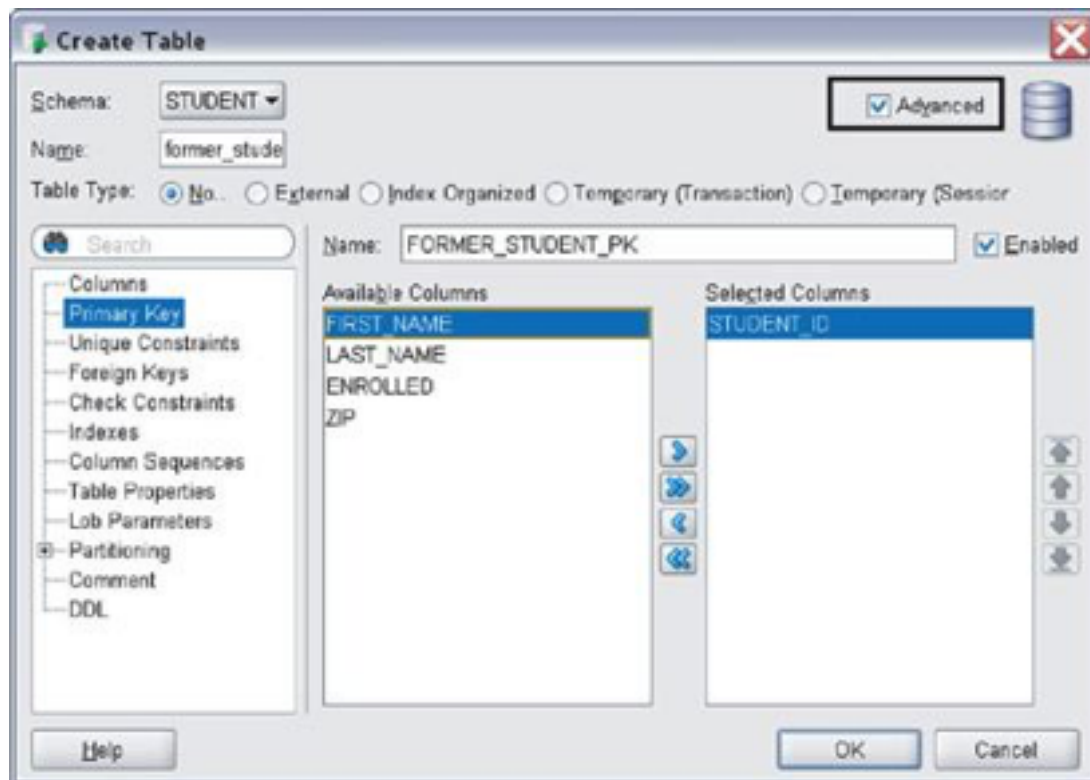 Create Table
Schema: STUDENT Advanced
Name: former_stude
Table Type: No.. External Index Organized Temporary (Transaction) Temporary (Session
Search
Name: FORMER_STUDENT_PK Enabled
Columns
Primary Key
Unique Constraints
Foreign Keys
Check Constraints
Indexes
Column Sequences
Table Properties
Lob Parameters
Partitioning
Comment
DDL
Available Columns
FIRST_NAME
LAST_NAME
ENROLLED
ZIP
Selected Columns
STUDENT_ID
Help OK Cancel